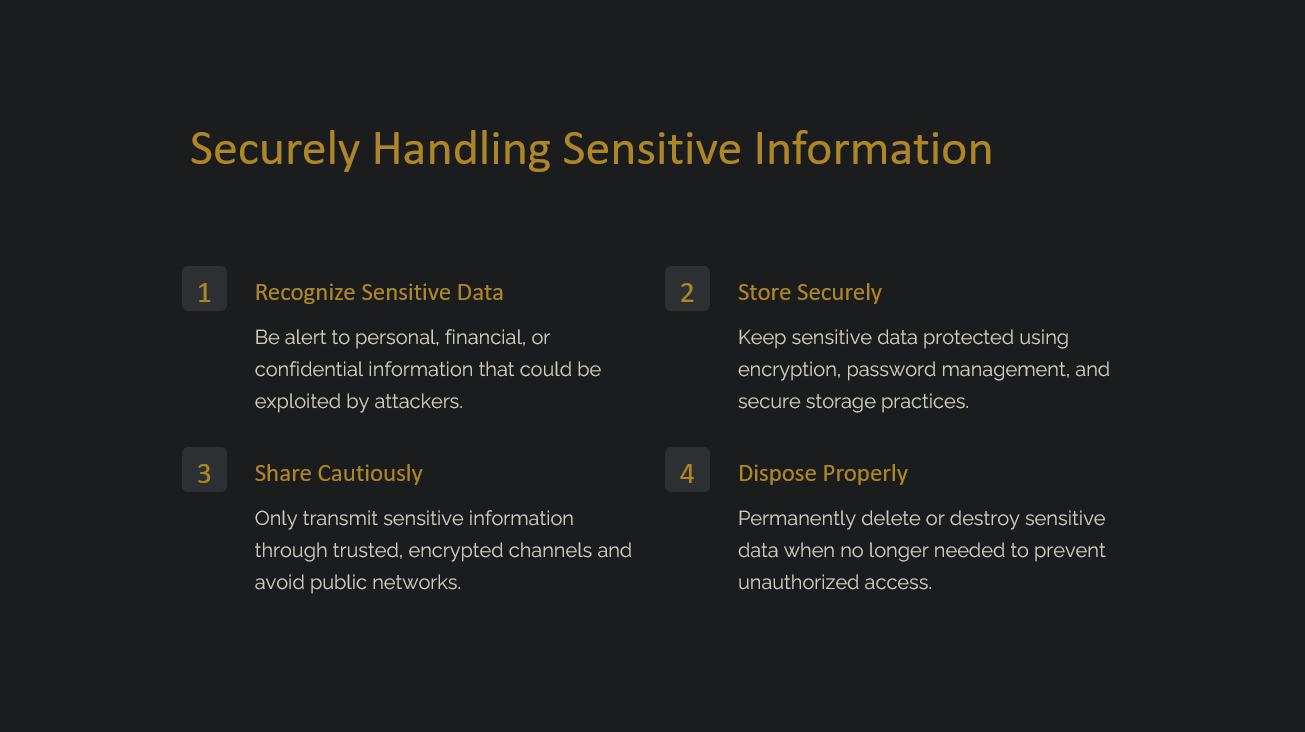 Securely Handling Sensitive Information
1
Recognize Sensitive Data
Be alert to personal, financial, or
confidential information that could be
exploited by attackers.
2
Store Securely
Keep sensitive data protected using
encryption, password management, and
secure storage practices.
3
Share Cautiously
Only transmit sensitive information
through trusted, encrypted channels and
avoid public networks.
4
Dispose Properly
Permanently delete or destroy sensitive
data when no longer needed to prevent
unauthorized access.